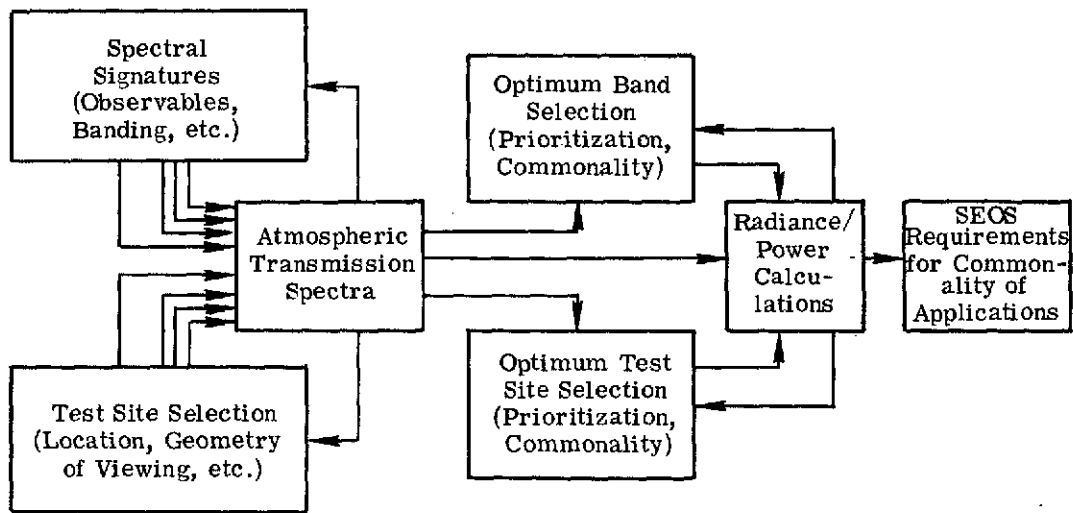 Spectral
Signatures
(Observables,
Banding, etc.)
Test Site Selection
(Location, Geometry
of Viewing, etc.)
Atmospheric
Transmission
Spectra
Optimum Band
Selection
(Prioritization,
Commonality)
Optimum Test
Site Selection
(Prioritization,
Commonality)
Radiance/
Power
Calcu-
lations
SEOS
Requirements
for Common-
ality of
Applications